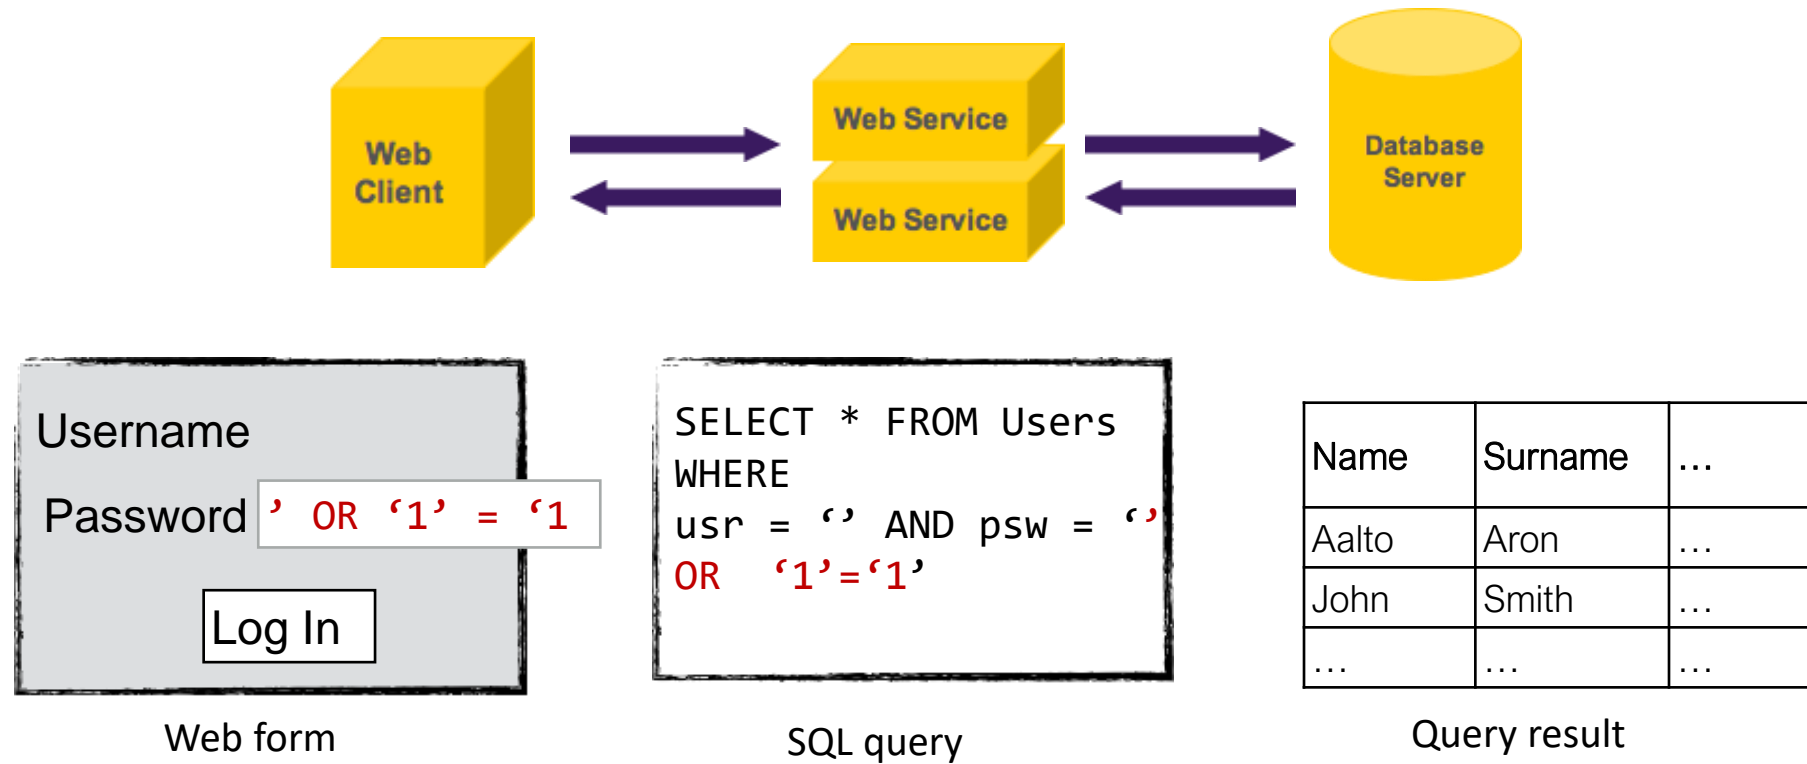 Web
Client
Web Service
Web Service
Database
Server
Username
Password ’ OR ‘1’ = ‘1
Log In
Web form
SELECT * FROM Users
WHERE
usr = ‘’ AND psw = ‘’
OR ‘1’=‘1’
SQL query
Name Surname …
Aalto Aron …
John Smith …
… … …
Query result